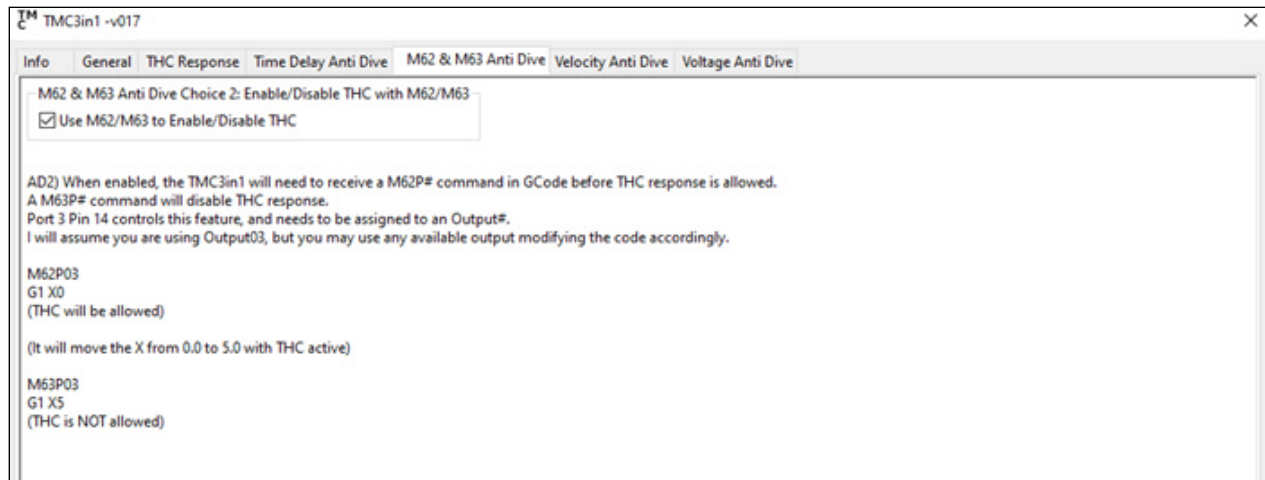 TMC TMC3in1 -v017
Info General THC Response Time Delay Anti Dive M62 & M63 Anti Dive Velocity Anti Dive Voltage Anti Dive
M62 & M63 Anti Dive Choice 2: Enable/Disable THC with M62/M63
Use M62/M63 to Enable/Disable THC
AD2) When enabled, the TMC3in1 will need to receive a M62P# command in GCode before THC response is allowed.
A M63P# command will disable THC response.
Port 3 Pin 14 controls this feature, and needs to be assigned to an Output#.
I will assume you are using Output03, but you may use any available output modifying the code accordingly.
M62P03
G1 X0
(THC will be allowed)
(It will move the X from 0.0 to 5.0 with THC active)
M63P03
G1 X5
(THC is NOT allowed)